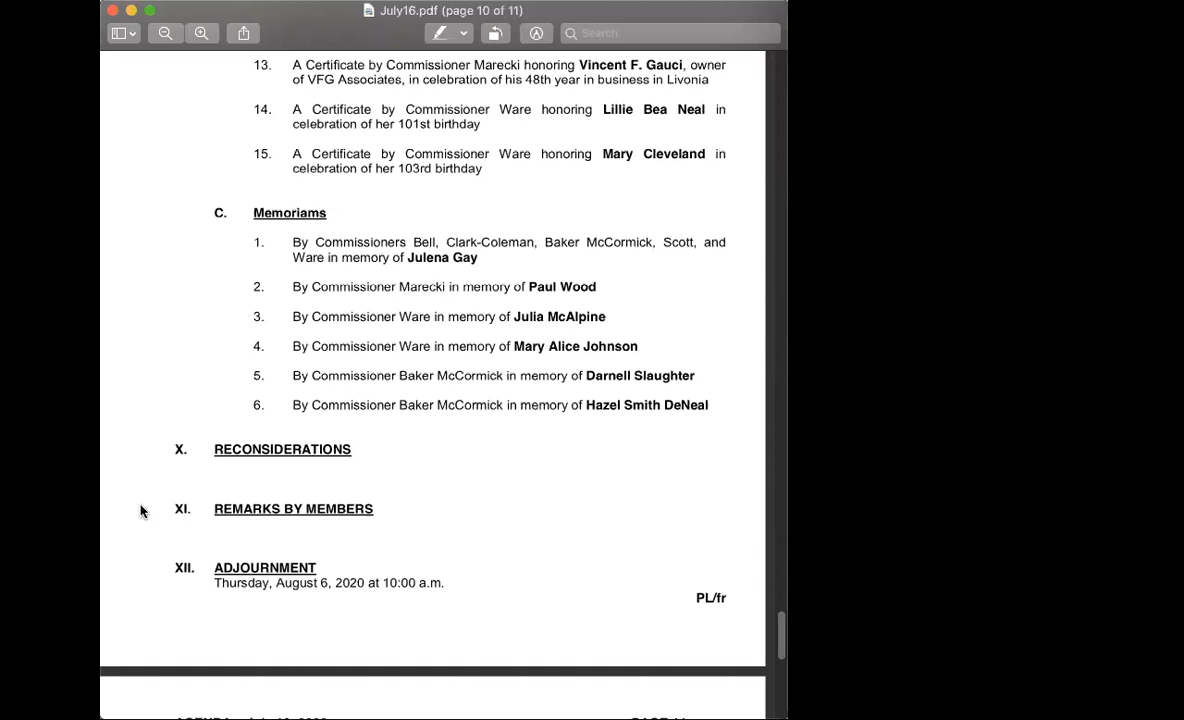 July16.pdf (page 10 of 11)
Search
13. A Certificate by Commissioner Marecki honoring Vincent F. Gauci, owner
of VFG Associates, in celebration of his 48th year in business in Livonia
14. A Certificate by Commissioner Ware honoring Lillie Bea Neal in
celebration of her 101st birthday
15. A Certificate by Commissioner Ware honoring Mary Cleveland in
celebration of her 103rd birthday
C. Memoriams
1. By Commissioners Bell, Clark-Coleman, Baker McCormick, Scott, and
Ware in memory of Julena Gay
2. By Commissioner Marecki in memory of Paul Wood
3. By Commissioner Ware in memory of Julia McAlpine
4. By Commissioner Ware in memory of Mary Alice Johnson
5. By Commissioner Baker McCormick in memory of Darnell Slaughter
6. By Commissioner Baker McCormick in memory of Hazel Smith DeNeal
X. RECONSIDERATIONS
XI. REMARKS BY MEMBERS
XII. ADJOURNMENT
Thursday, August 6, 2020 at 10:00 a.m.
PL/fr